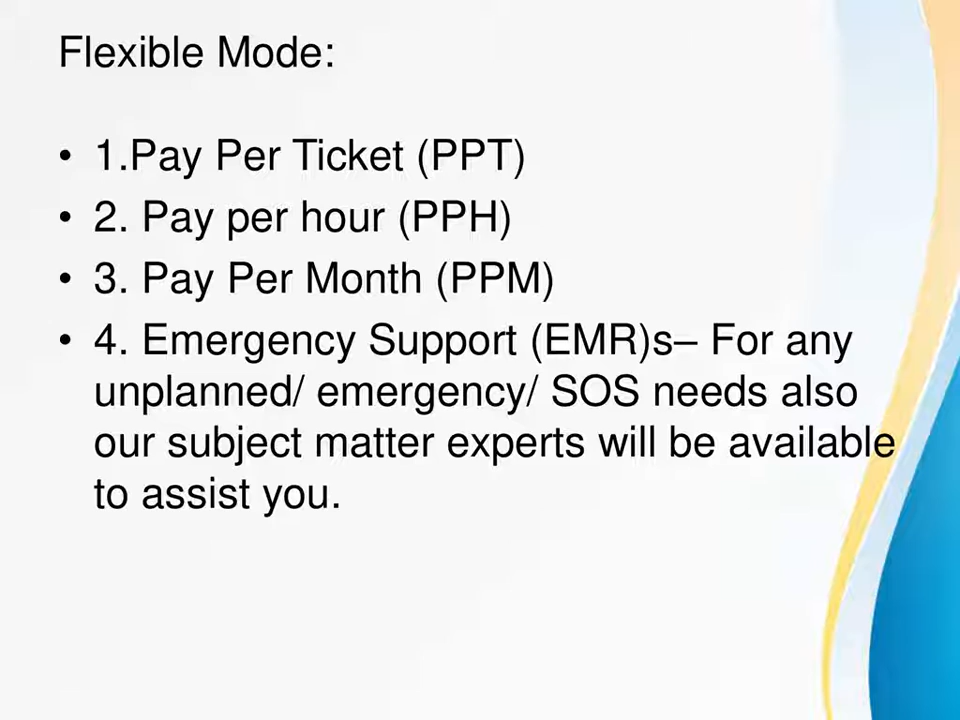 Flexible Mode:
• 1.Pay Per Ticket (PPT)
• 2. Pay per hour (PPH)
• 3. Pay Per Month (PPM)
• 4. Emergency Support (EMR)s– For any
unplanned/ emergency/ SOS needs also
our subject matter experts will be available
to assist you.